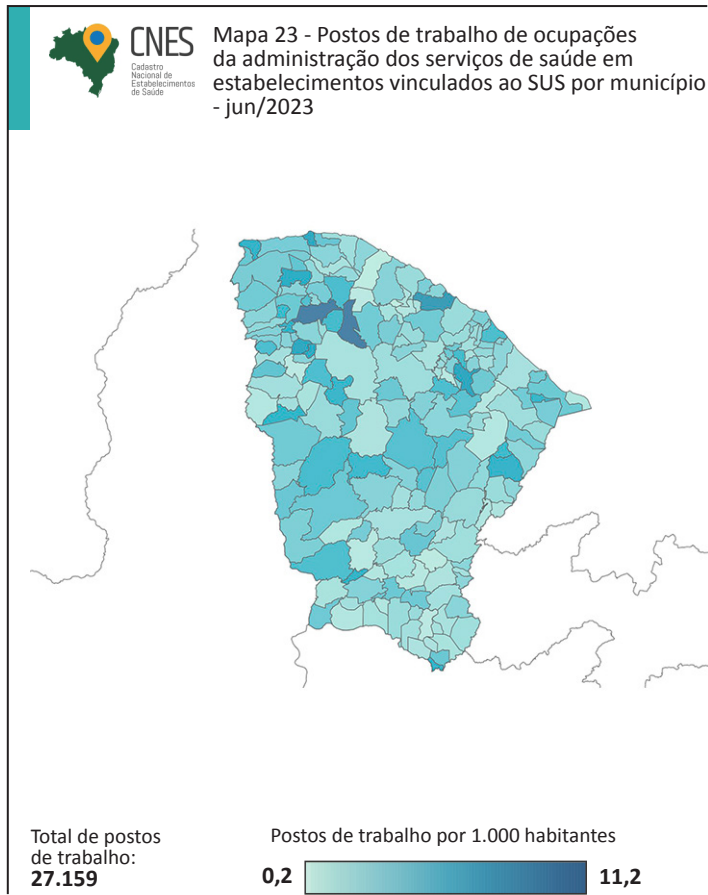 CNES
Cadastro
Nacional de
Estabelecimentos
de Saúde
Mapa 23 - Postos de trabalho de ocupações
da administração dos serviços de saúde em
estabelecimentos vinculados ao SUS por município
- jun/2023
Total de postos
de trabalho:
27.159
Postos de trabalho por 1.000 habitantes
0,2
11,2